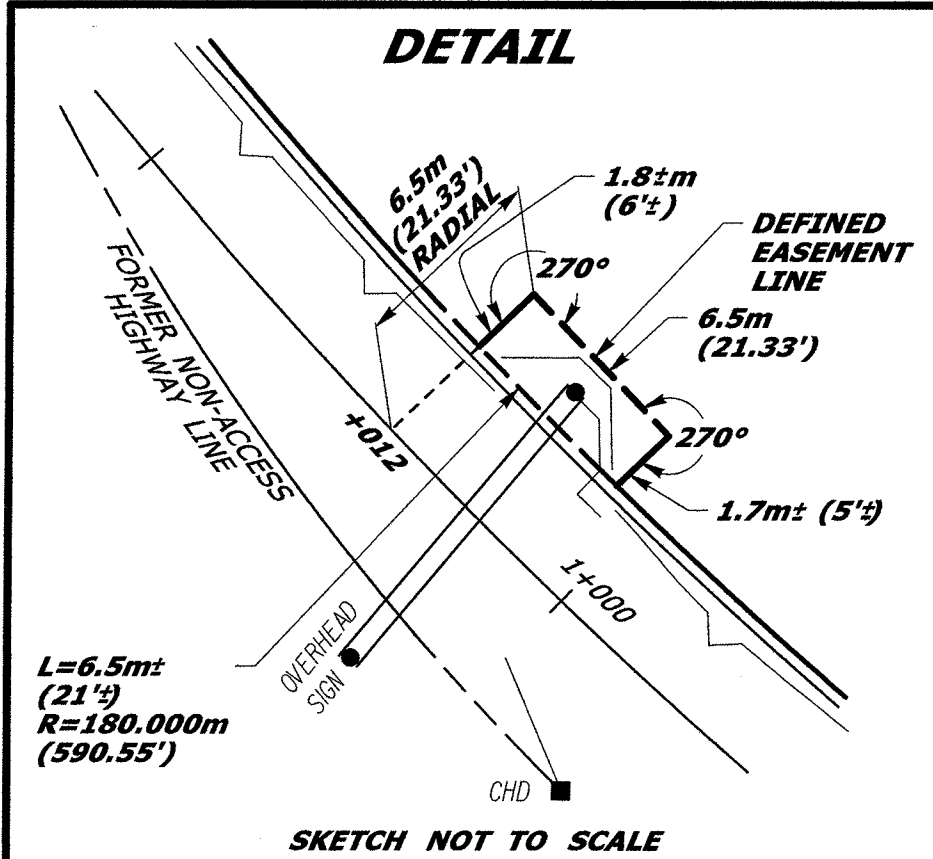 DETAIL
6.5m
(21.33')
RADIAL
1.8±m
(6'±)
DEFINED
EASEMENT
LINE
270°
6.5m
(21.33')
FORMER NON-ACCESS
HIGHWAY LINE
+012
270°
1.7m± (5'±)
1+000
OVERHEAD
SIGN
L=6.5m±
(21'±)
R=180.000m
(590.55')
CHD
SKETCH NOT TO SCALE